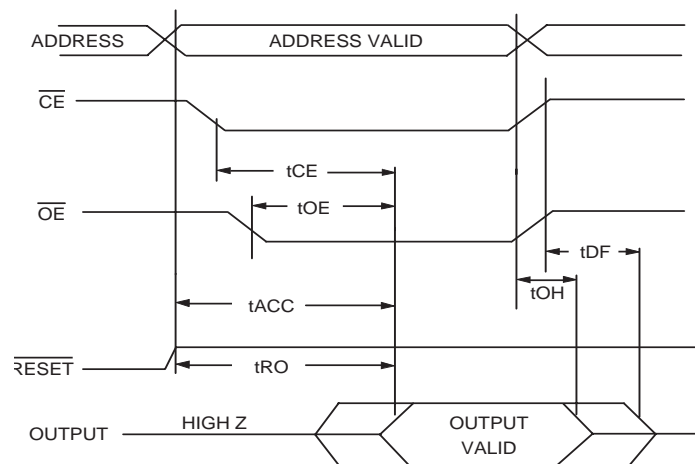 ADDRESS
ADDRESS VALID
CE
tCE
tOE
OE
tDF
tOH
tACC
RESET
tRO
HIGH Z
OUTPUT
OUTPUT
VALID